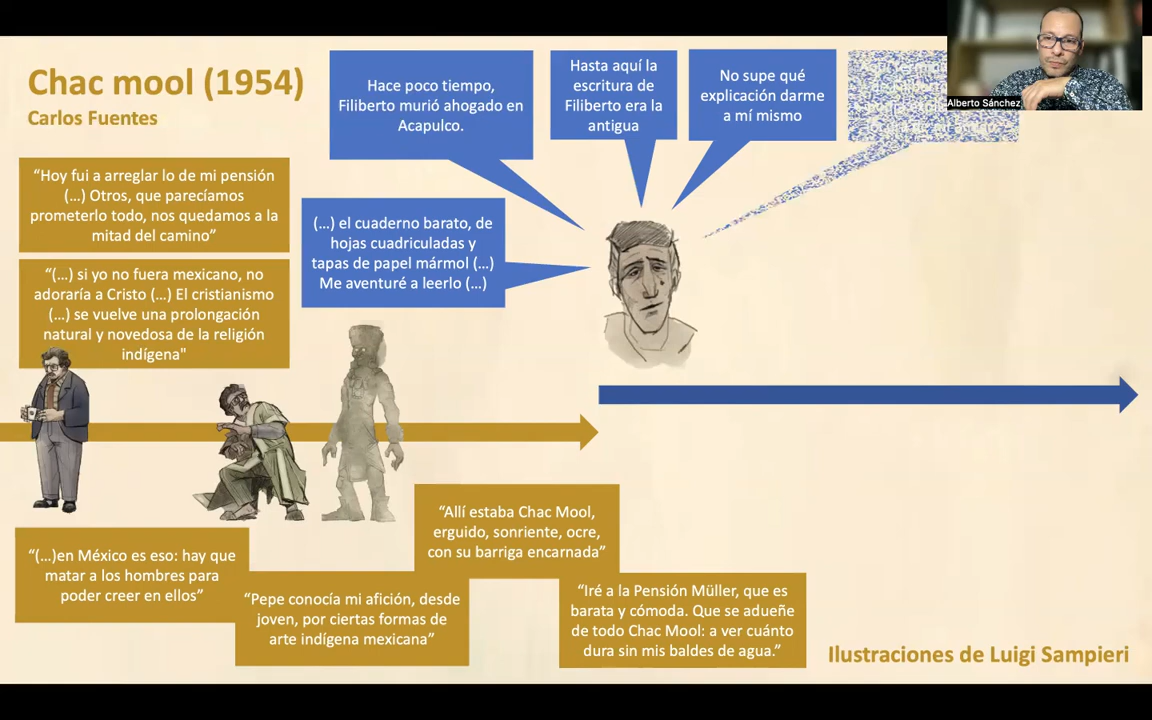 Chac mool (1954)
Carlos Fuentes
“Hoy fui a arreglar lo de mi pensión
(...) Otros, que parecíamos
prometerlo todo, nos quedamos a la
mitad del camino”
“(...) si yo no fuera mexicano, no
adoraría a Cristo (...) El cristianismo
(...) se vuelve una prolongación
natural y novedosa de la religión
indígena"
Hace poco tiempo,
Filiberto murió ahogado en
Acapulco.
Hasta aquí la
escritura de
Filiberto era la
antigua
No supe qué
explicación darme
a mí mismo
Alberto Sánchez
(...) el cuaderno barato, de
hojas cuadriculadas y
tapas de papel mármol (...)
Me aventuré a leerlo (...)
“Allí estaba Chac Mool,
erguido, sonriente, ocre,
con su barriga encarnada”
“(...)en México es eso: hay que
matar a los hombres para
poder creer en ellos”
“Pepe conocía mi afición, desde
joven, por ciertas formas de
arte indígena mexicana”
“Iré a la Pensión Müller, que es
barata y cómoda. Que se adueñe
de todo Chac Mool: a ver cuánto
dura sin mis baldes de agua.”
Ilustraciones de Luigi Sampieri